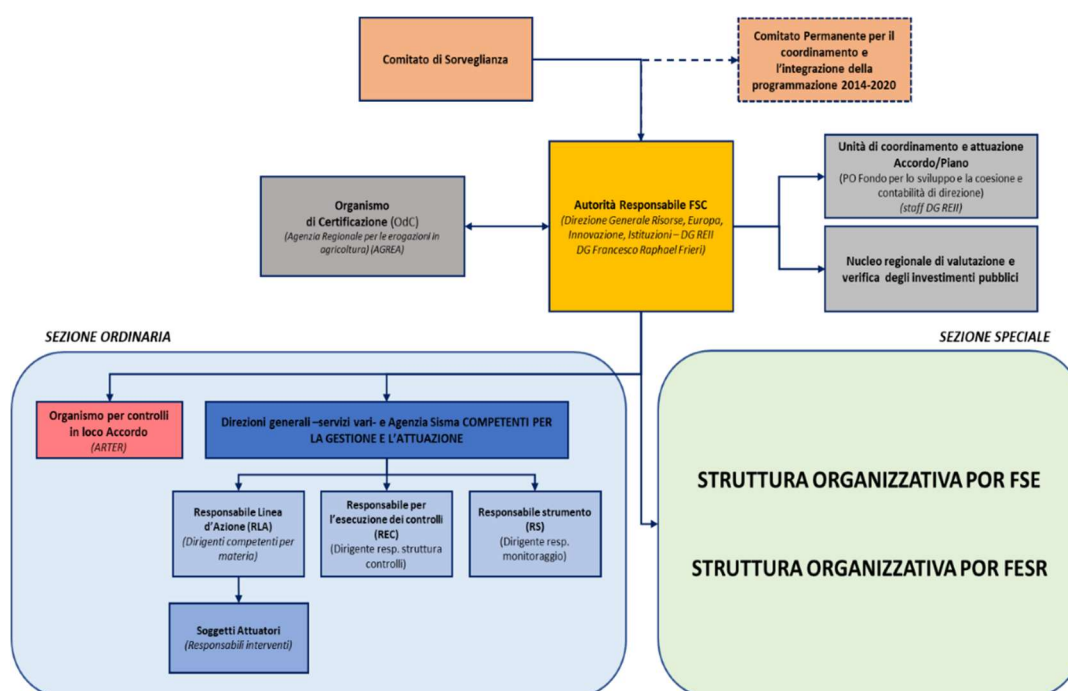 Comitato di Sorveglianza
Comitato Permanente per il
coordinamento e
l'integrazione della
programmazione 2014-2020
Unità di coordinamento e attuazione
Accordo/Piano
(PO Fondo per lo sviluppo e la coesione e
contabilità di direzione)
(staff DG REII)
Organismo
di Certificazione (OdC)
(Agenzia Regionale per le erogazioni in
agricoltura) (AGREA)
Autorità Responsabile FSC
(Direzione Generale Risorse, Europa,
Innovazione, Istituzioni – DG REII
DG Francesco Raphael Frieri)
Nucleo regionale di valutazione e
verifica degli investimenti pubblici
SEZIONE ORDINARIA
SEZIONE SPECIALE
Organismo per controlli
in loco Accordo
(ARTER)
Direzioni generali –servizi vari- e Agenzia Sisma COMPETENTI PER
LA GESTIONE E L'ATTUAZIONE
Responsabile Linea
d'Azione (RLA)
(Dirigenti competenti per
materia)
Responsabile per
l'esecuzione dei controlli
(REC)
(Dirigente resp. struttura
controlli)
Responsabile strumento
(RS)
(Dirigente resp.
monitoraggio)
Soggetti Attuatori
(Responsabili interventi)
STRUTTURA ORGANIZZATIVA POR FSE
STRUTTURA ORGANIZZATIVA POR FESR